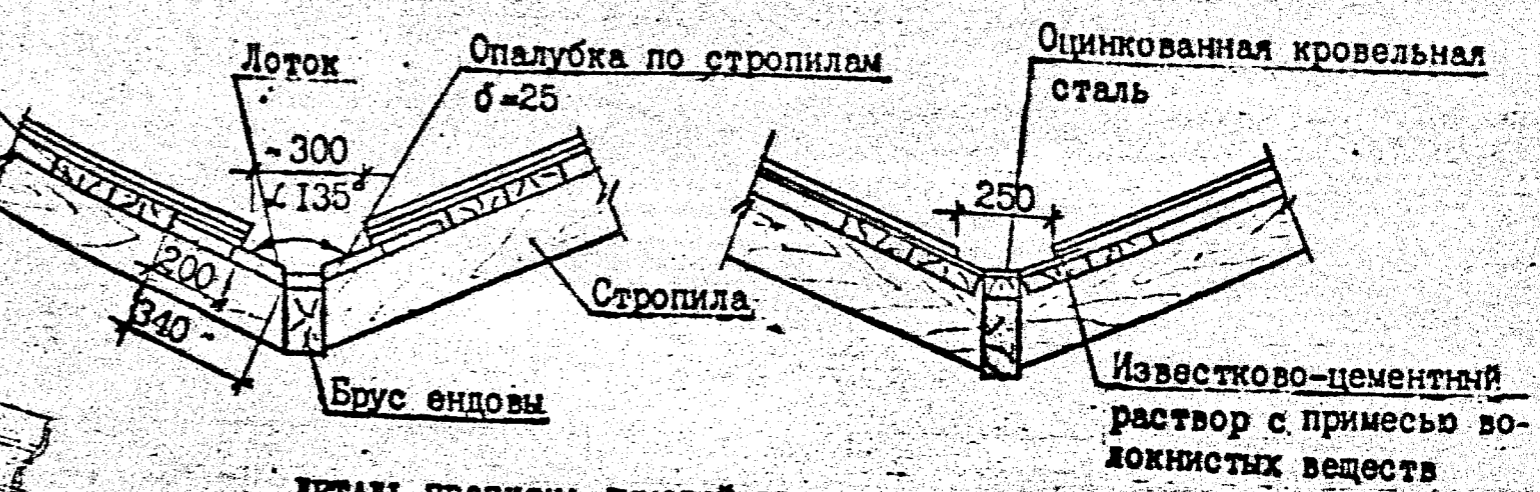 Лоток
Опалубка по стропилам
δ=25
~300
∠135°
200
340
Стропила
Брус ендовы
Оцинкованная кровельная
сталь
250
Известково-цементный
раствор с примесью во-
локнистых веществ